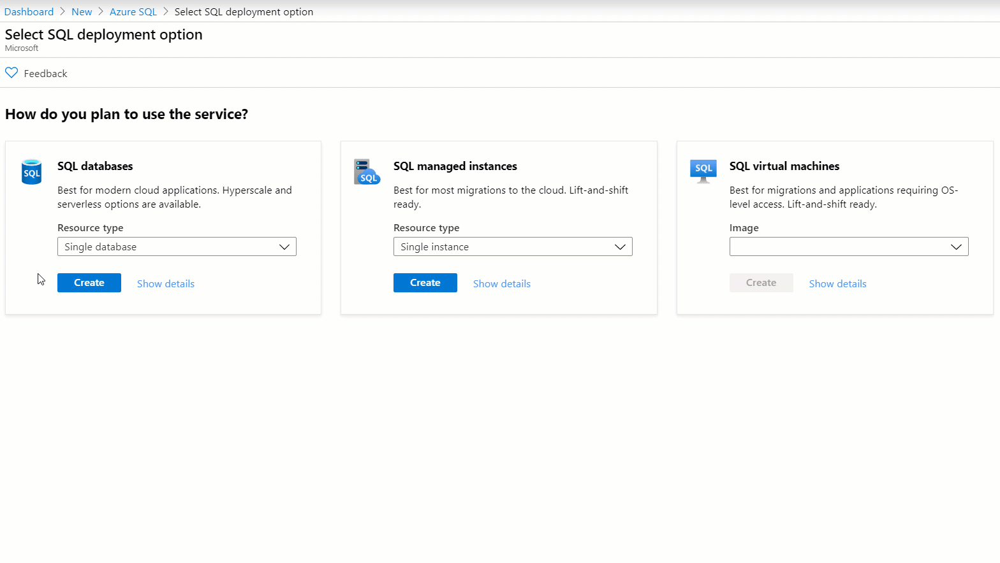 Dashboard > New > Azure SQL > Select SQL deployment option
Select SQL deployment option
Microsoft
Feedback
How do you plan to use the service?
SQL
SQL databases
Best for modern cloud applications. Hyperscale and
serverless options are available.
Resource type
Single database
Create Show details
SQL
SQL managed instances
Best for most migrations to the cloud. Lift-and-shift
ready.
Resource type
Single instance
Create Show details
SQL
SQL virtual machines
Best for migrations and applications requiring OS-
level access. Lift-and-shift ready.
Image
Create Show details